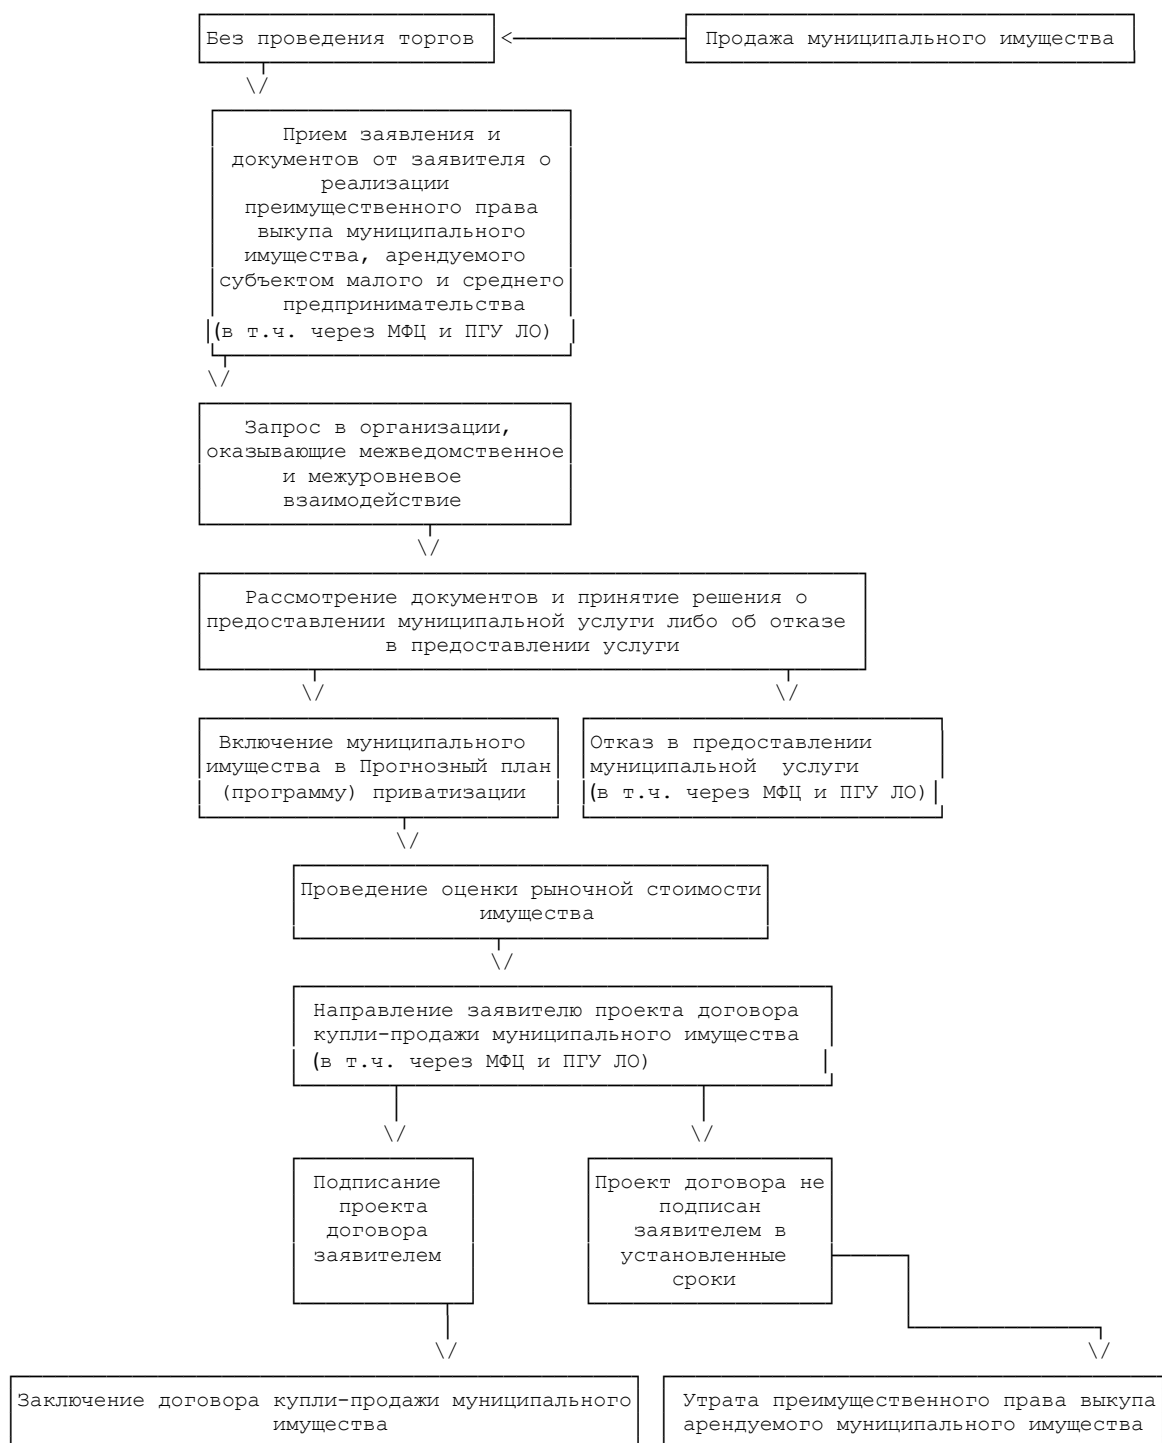 Без проведения торгов
Продажа муниципального имущества
Прием заявления и
документов от заявителя о
реализации
преимущественного права
выкупа муниципального
имущества, арендуемого
субъектом малого и среднего
предпринимательства
(в т.ч. через МФЦ и ПГУ ЛО)
Запрос в организации,
оказывающие межведомственное
и межуровневое
взаимодействие
Рассмотрение документов и принятие решения о
предоставлении муниципальной услуги либо об отказе
в предоставлении услуги
Включение муниципального
имущества в Прогнозный план
(программу) приватизации
Отказ в предоставлении
муниципальной услуги
(в т.ч. через МФЦ и ПГУ ЛО)
Проведение оценки рыночной стоимости
имущества
Направление заявителю проекта договора
купли-продажи муниципального имущества
(в т.ч. через МФЦ и ПГУ ЛО)
Подписание
проекта
договора
заявителем
Проект договора не
подписан
заявителем в
установленные
сроки
Заключение договора купли-продажи муниципального
имущества
Утрата преимущественного права выкупа
арендуемого муниципального имущества